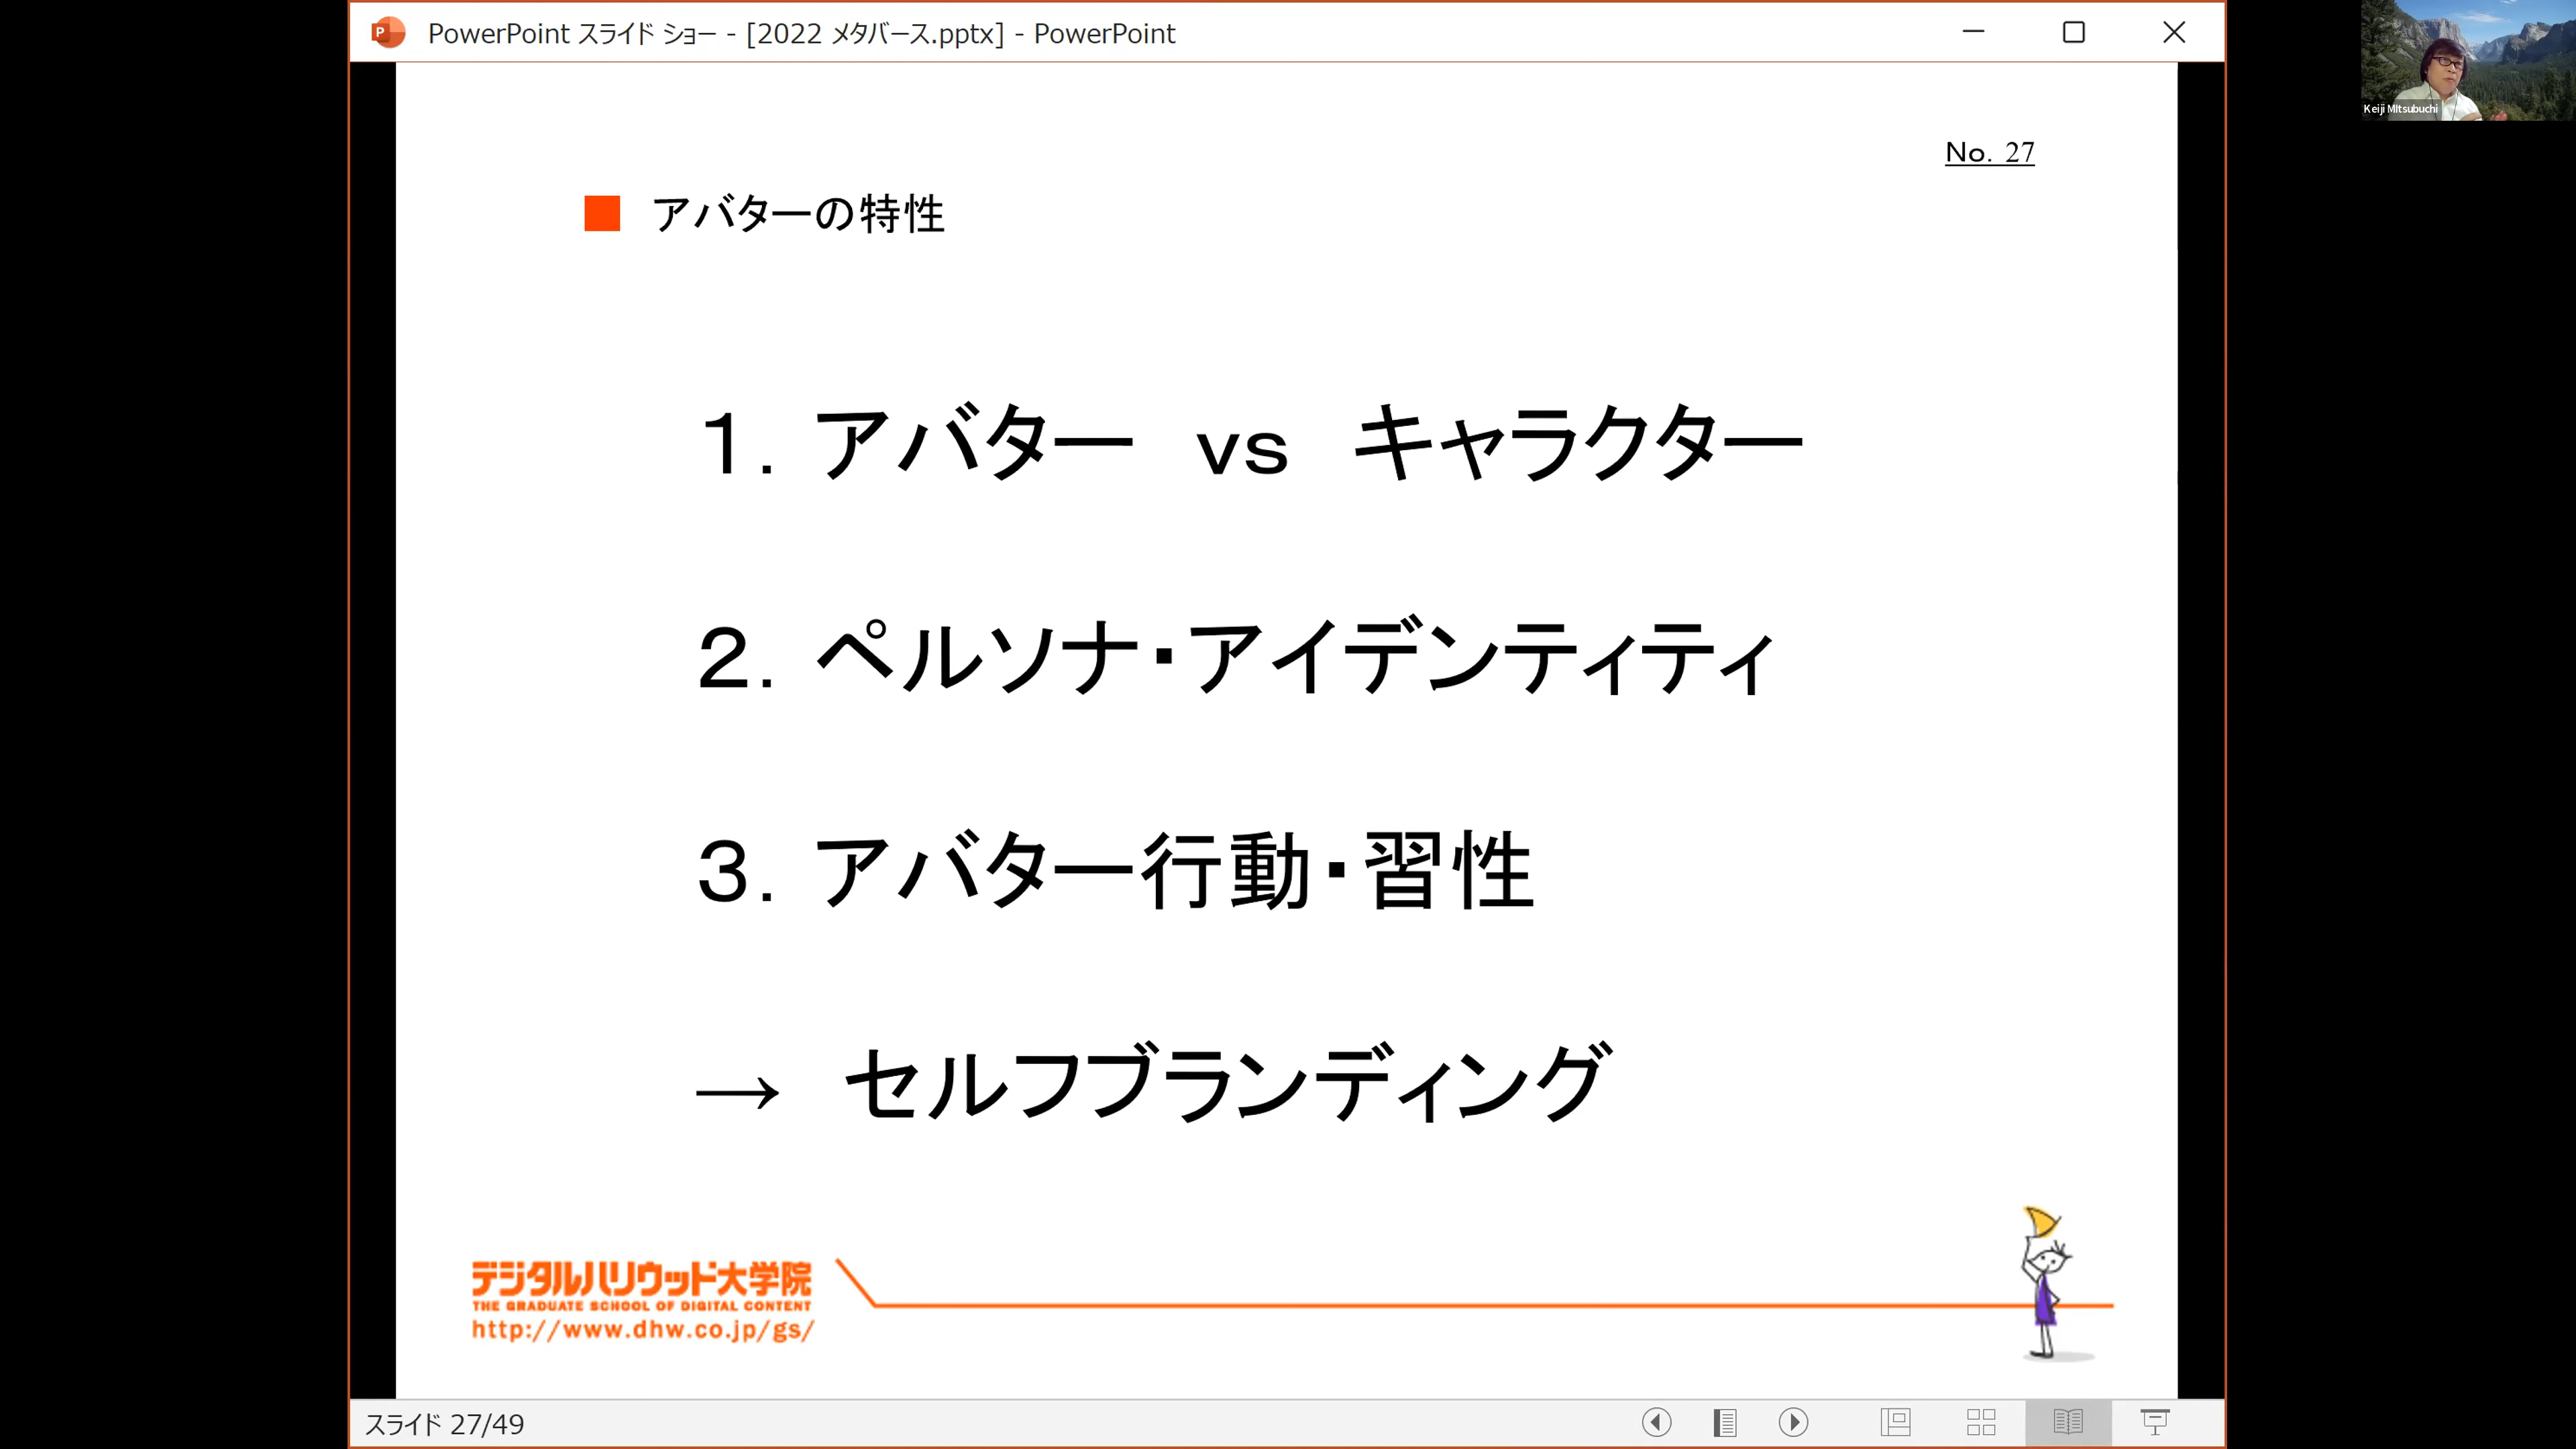 PowerPoint スライド ショー - [2022 メタバース.pptx] - PowerPoint
Keiji MItsubuchi
No. 27
アバターの特性
１．アバター　vs　キャラクター
２．ペルソナ・アイデンティティ
３．アバター行動・習性
→　セルフブランディング
デジタルハリウッド大学院
THE GRADUATE SCHOOL OF DIGITAL CONTENT
http://www.dhw.co.jp/gs/
スライド 27/49